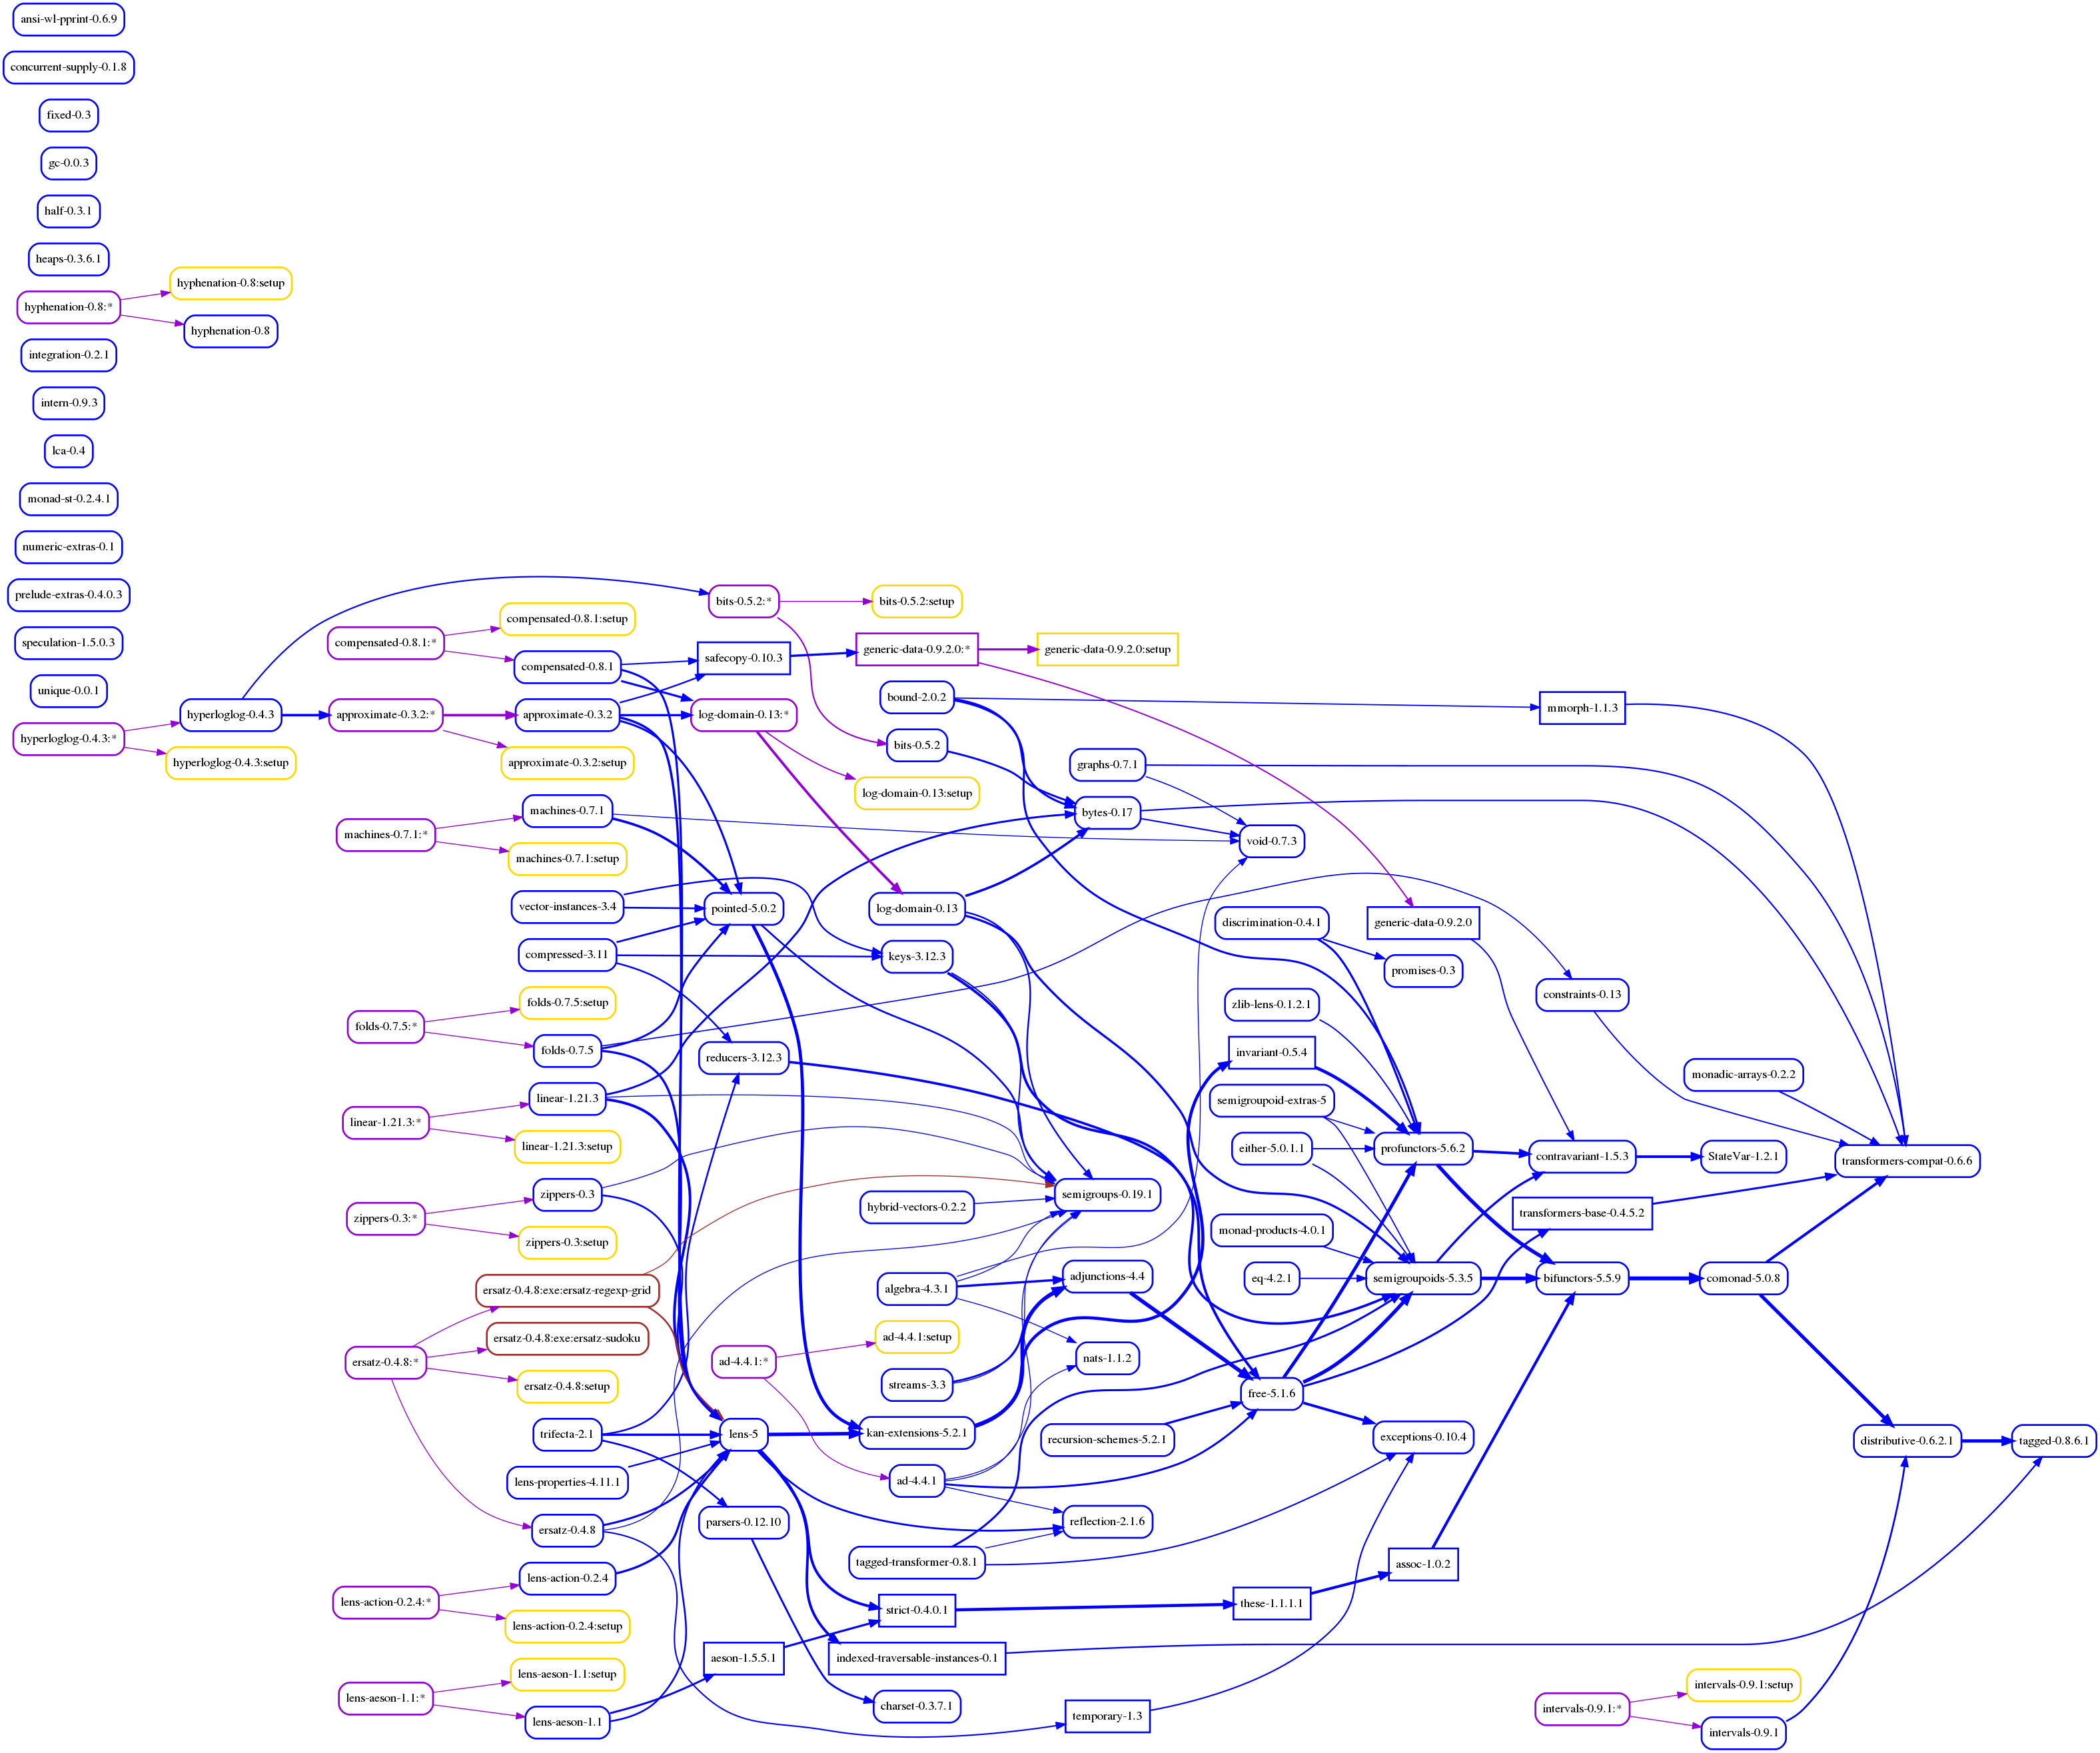 ansi-wl-pprint-0.6.9
concurrent-supply-0.1.8
fixed-0.3
gc-0.0.3
half-0.3.1
heaps-0.3.6.1
hyphenation-0.8:*
hyphenation-0.8:setup
hyphenation-0.8
integration-0.2.1
intern-0.9.3
lca-0.4
monad-st-0.2.4.1
numeric-extras-0.1
prelude-extras-0.4.0.3
speculation-1.5.0.3
unique-0.0.1
hyperloglog-0.4.3:*
hyperloglog-0.4.3
hyperloglog-0.4.3:setup
compensated-0.8.1:*
approximate-0.3.2:*
machines-0.7.1:*
folds-0.7.5:*
linear-1.21.3:*
zippers-0.3:*
ersatz-0.4.8:*
lens-action-0.2.4:*
lens-aeson-1.1:*
compensated-0.8.1:setup
compensated-0.8.1
approximate-0.3.2
approximate-0.3.2:setup
machines-0.7.1
machines-0.7.1:setup
vector-instances-3.4
compressed-3.11
folds-0.7.5:setup
folds-0.7.5
linear-1.21.3
linear-1.21.3:setup
zippers-0.3
zippers-0.3:setup
ersatz-0.4.8:exe:ersatz-regexp-grid
ersatz-0.4.8:exe:ersatz-sudoku
ersatz-0.4.8:setup
trifecta-2.1
lens-properties-4.11.1
ersatz-0.4.8
lens-action-0.2.4
lens-action-0.2.4:setup
lens-aeson-1.1:setup
lens-aeson-1.1
bits-0.5.2:*
safecopy-0.10.3
log-domain-0.13:*
pointed-5.0.2
reducers-3.12.3
ad-4.4.1:*
lens-5
parsers-0.12.10
aeson-1.5.5.1
bits-0.5.2:setup
generic-data-0.9.2.0:*
bound-2.0.2
bits-0.5.2
log-domain-0.13:setup
log-domain-0.13
keys-3.12.3
hybrid-vectors-0.2.2
algebra-4.3.1
ad-4.4.1:setup
streams-3.3
kan-extensions-5.2.1
ad-4.4.1
tagged-transformer-0.8.1
strict-0.4.0.1
indexed-traversable-instances-0.1
charset-0.3.7.1
generic-data-0.9.2.0:setup
graphs-0.7.1
bytes-0.17
semigroups-0.19.1
adjunctions-4.4
nats-1.1.2
recursion-schemes-5.2.1
reflection-2.1.6
temporary-1.3
void-0.7.3
discrimination-0.4.1
zlib-lens-0.1.2.1
invariant-0.5.4
semigroupoid-extras-5
either-5.0.1.1
monad-products-4.0.1
eq-4.2.1
free-5.1.6
these-1.1.1.1
generic-data-0.9.2.0
promises-0.3
profunctors-5.6.2
semigroupoids-5.3.5
exceptions-0.10.4
assoc-1.0.2
mmorph-1.1.3
constraints-0.13
contravariant-1.5.3
transformers-base-0.4.5.2
bifunctors-5.5.9
intervals-0.9.1:*
monadic-arrays-0.2.2
StateVar-1.2.1
comonad-5.0.8
intervals-0.9.1:setup
intervals-0.9.1
transformers-compat-0.6.6
distributive-0.6.2.1
tagged-0.8.6.1